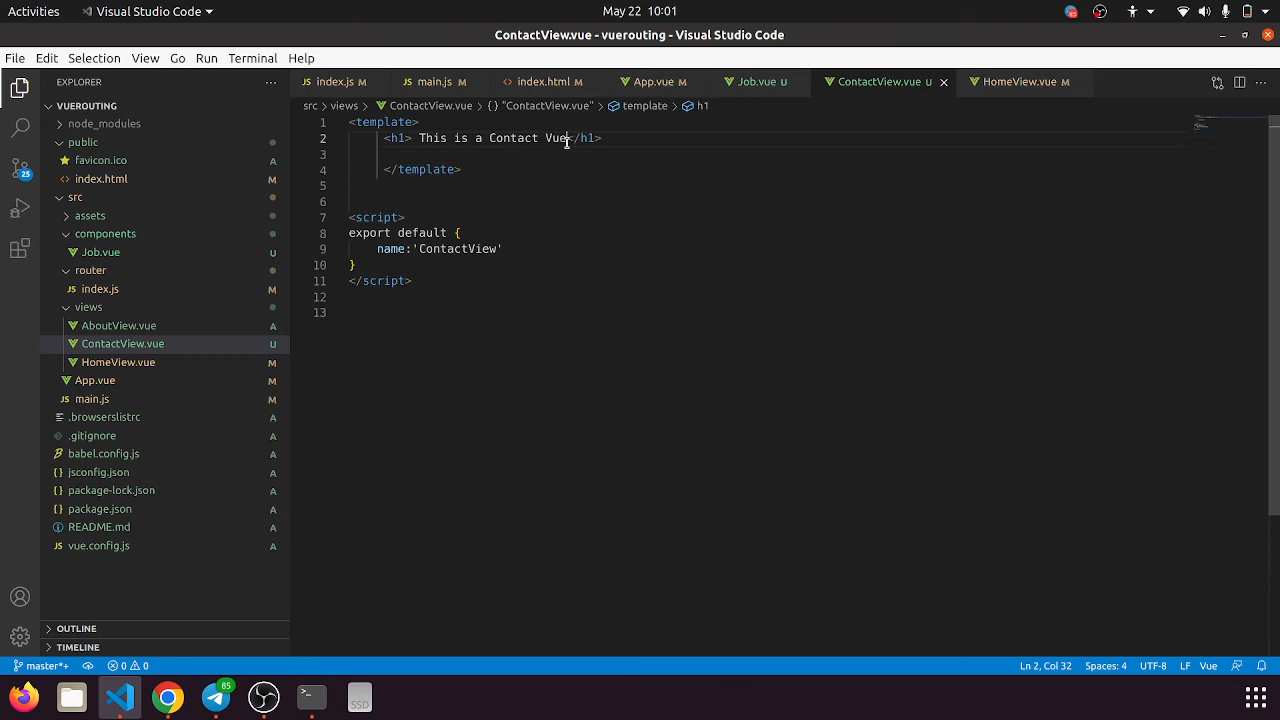 Activities
Visual Studio Code
May 22 10:01
85
ContactView.vue - vuerouting - Visual Studio Code
File Edit Selection View Go Run Terminal Help
EXPLORER
index.js M
main.js M
index.html M
App.vue M
Job.vue U
ContactView.vue U
HomeView.vue M
src > views > ContactView.vue > {} "ContactView.vue" > template > h1
VUEROUTING
node_modules
public
favicon.ico A
index.html M
src
assets
components
Job.vue U
router
index.js M
views
AboutView.vue A
ContactView.vue U
HomeView.vue M
App.vue M
main.js M
.browserslistrc A
.gitignore A
babel.config.js A
jsconfig.json A
package-lock.json A
package.json A
README.md A
vue.config.js A
OUTLINE
TIMELINE
25
1 <template>
2 <h1> This is a Contact Vue</h1>
3
4 </template>
5
6
7 <script>
8 export default {
9 name:'ContactView'
10 }
11 </script>
12
13
master*+ 0 0
Ln 2, Col 32 Spaces: 4 UTF-8 LF Vue
85
SSD